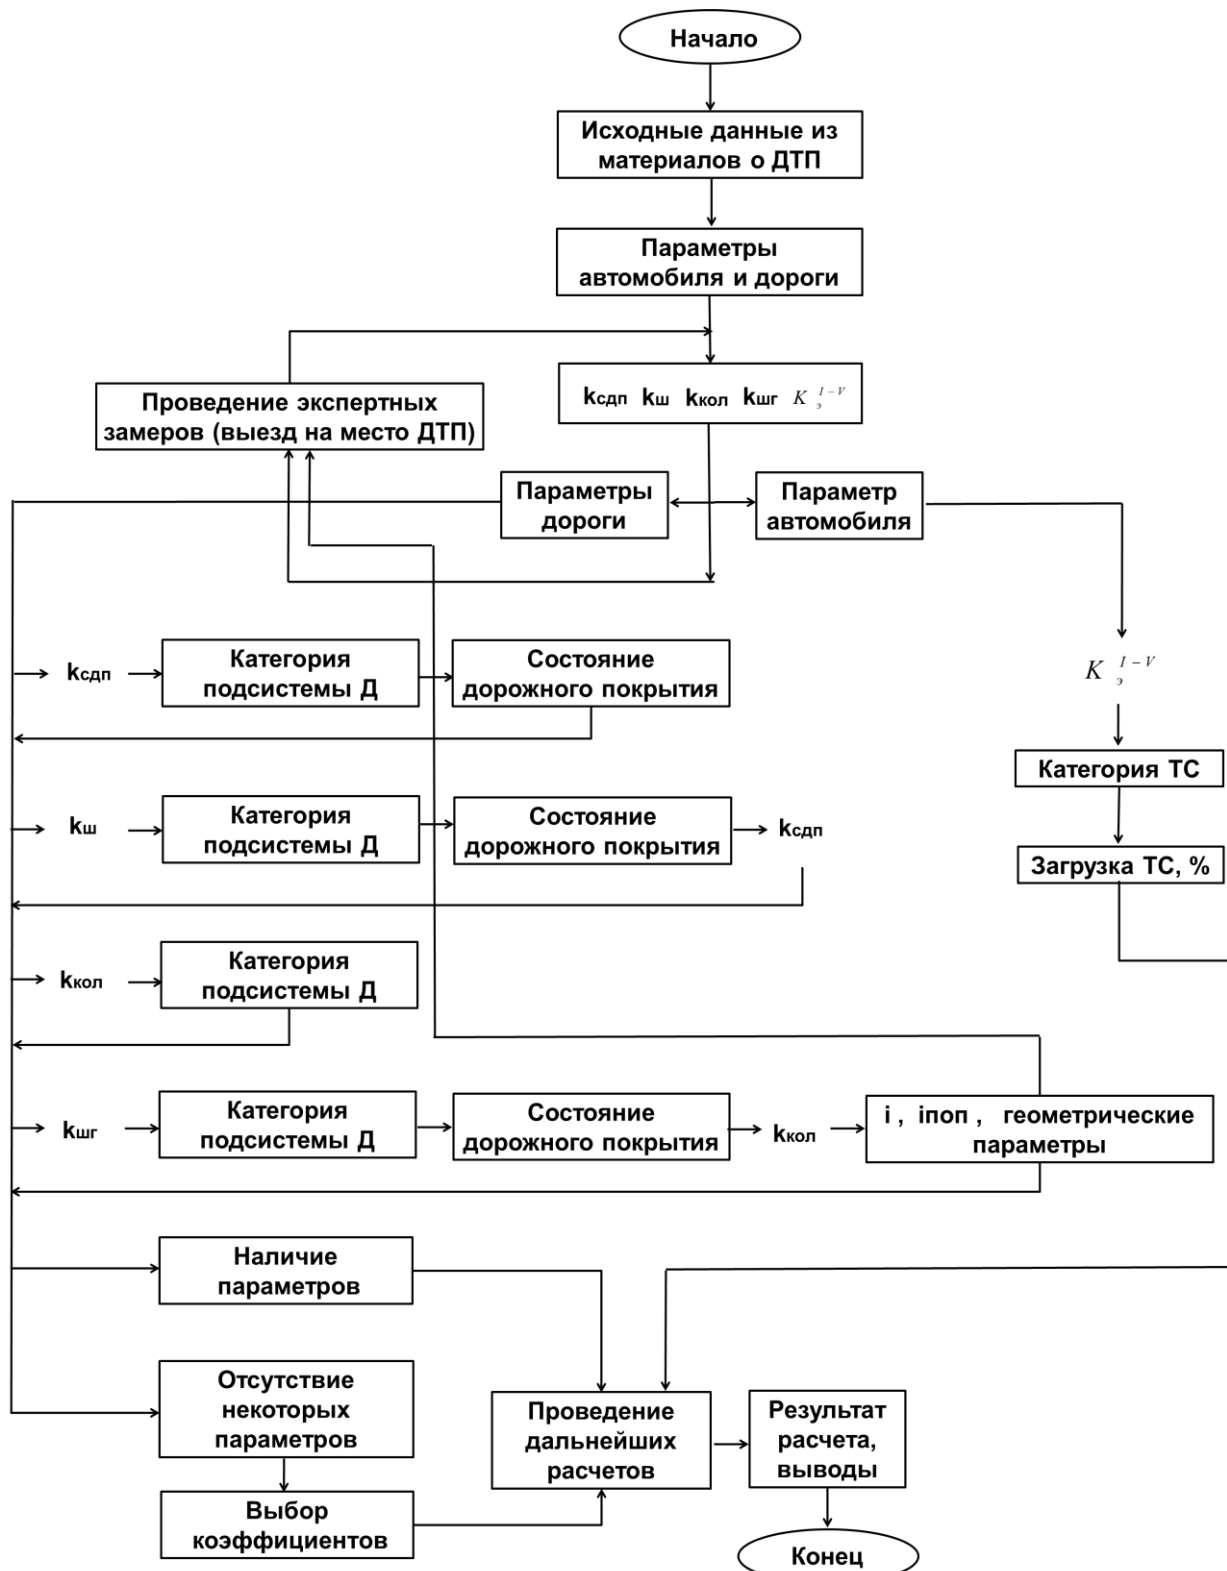 Начало
Исходные данные из
материалов о ДТП
Параметры
автомобиля и дороги
kсдп kш kкол kшг K э I – V
Проведение экспертных
замеров (выезд на место ДТП)
Параметры
дороги
Параметр
автомобиля
kсдп
Категория
подсистемы Д
Состояние
дорожного покрытия
K э I – V
Категория ТС
Загрузка ТС, %
kш
Категория
подсистемы Д
Состояние
дорожного покрытия
kсдп
kкол
Категория
подсистемы Д
kшг
Категория
подсистемы Д
Состояние
дорожного покрытия
kкол
i , iпоп , геометрические
параметры
Наличие
параметров
Отсутствие
некоторых
параметров
Выбор
коэффициентов
Проведение
дальнейших
расчетов
Результат
расчета,
выводы
Конец